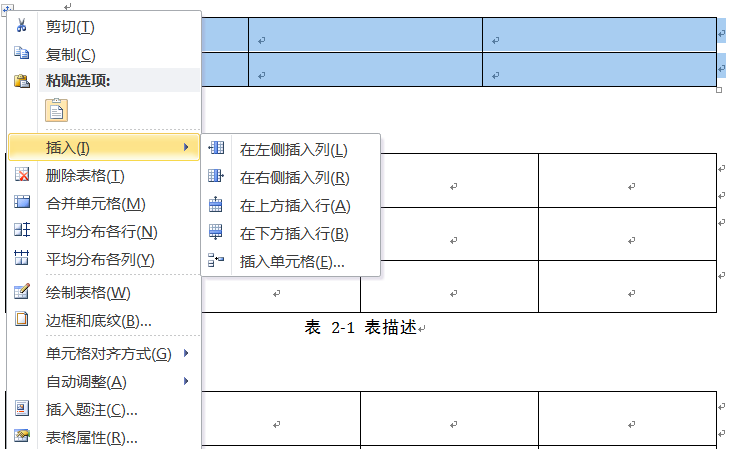 剪切(T)
复制(C)
粘贴选项:
插入(I)
删除表格(T)
合并单元格(M)
平均分布各行(N)
平均分布各列(Y)
绘制表格(W)
边框和底纹(B)...
单元格对齐方式(G)
自动调整(A)
插入题注(C)...
表格属性(R)...
在左侧插入列(L)
在右侧插入列(R)
在上方插入行(A)
在下方插入行(B)
插入单元格(E)...
表 2-1 表描述